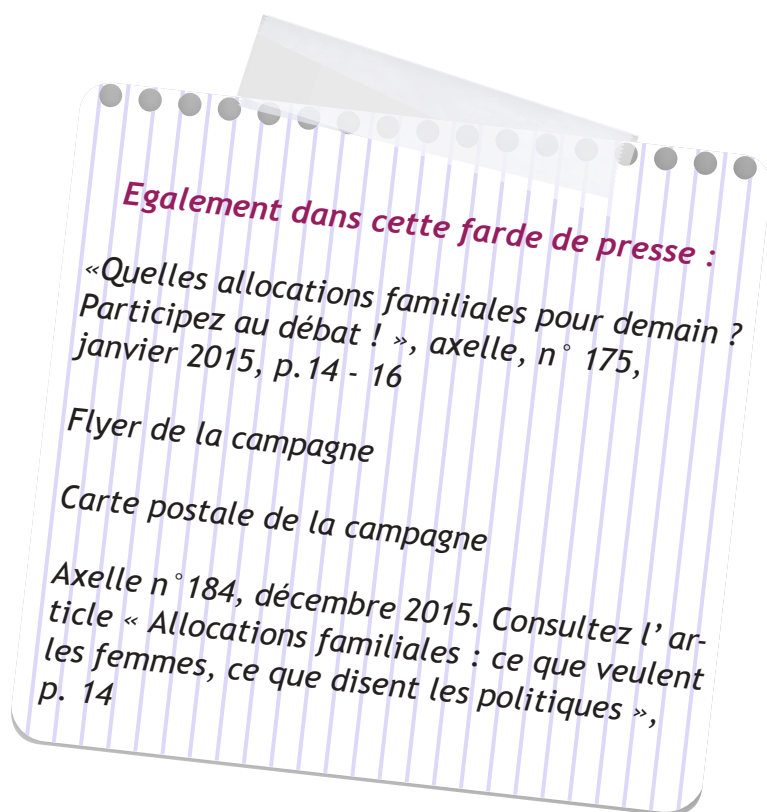 Egalement dans cette farde de presse :
«Quelles allocations familiales pour demain ?
Participez au débat ! », axelle, n° 175,
janvier 2015, p.14 - 16
Flyer de la campagne
Carte postale de la campagne
Axelle n°184, décembre 2015. Consultez l’ ar-
ticle « Allocations familiales : ce que veulent
les femmes, ce que disent les politiques »,
p. 14